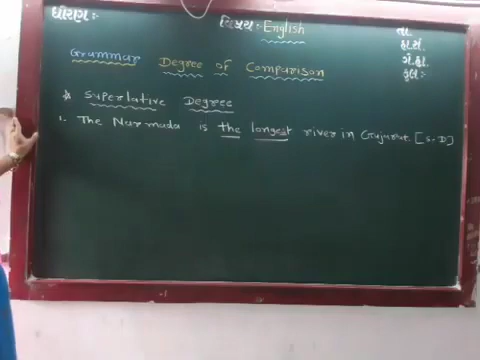 ધોરણ:-
વિષય:- English
તા.
હા.સં.
ગે.હા.
કુલ:-
Grammar Degree of Comparison
* Superlative Degree
1. The Narmada is the longest river in Gujarat. [S.D]